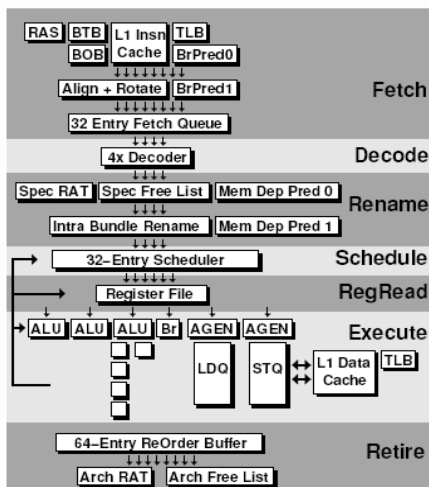 RAS BTB L1 Insn Cache TLB
BOB BrPred0
Align + Rotate BrPred1
Fetch
32 Entry Fetch Queue
Decode
4x Decoder
Rename
Spec RAT Spec Free List Mem Dep Pred 0
Intra Bundle Rename Mem Dep Pred 1
Schedule
32-Entry Scheduler
RegRead
Register File
Execute
ALU ALU ALU Br AGEN AGEN
LDQ STQ L1 Data Cache TLB
64-Entry ReOrder Buffer
Retire
Arch RAT Arch Free List